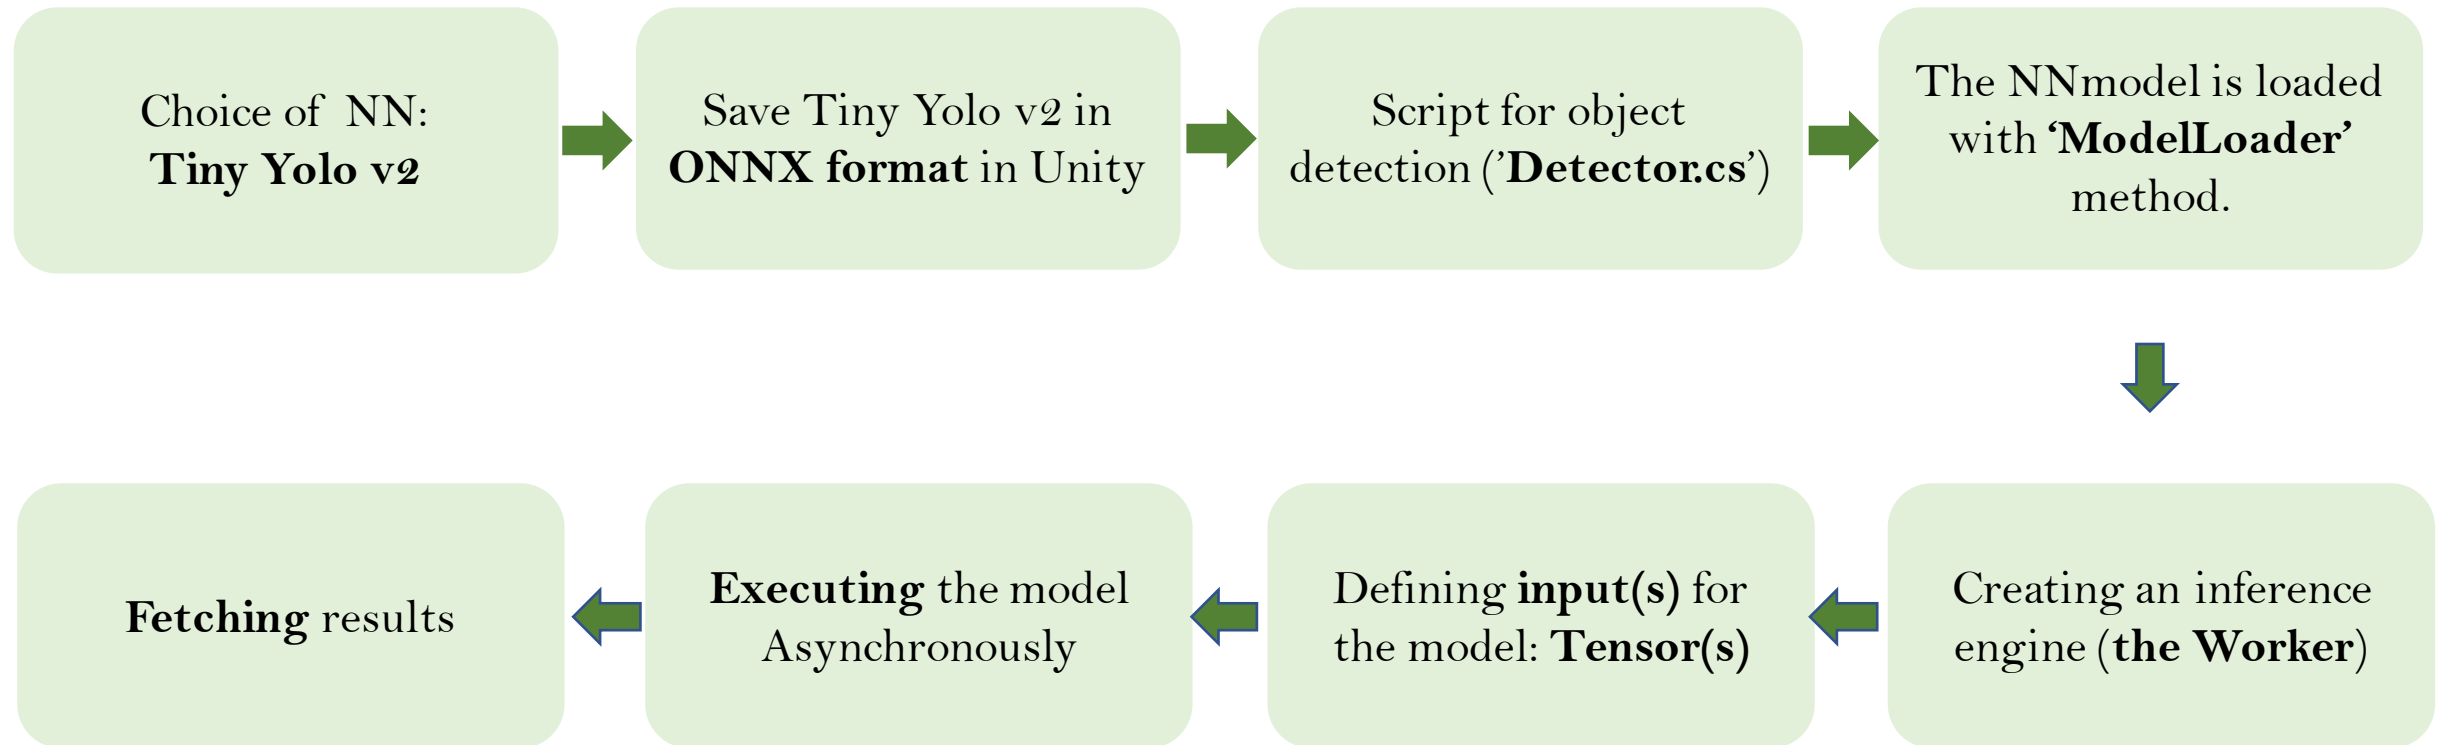 Choice of NN:
Tiny Yolo v2
Save Tiny Yolo v2 in
ONNX format in Unity
Script for object
detection (’Detector.cs’)
The NNmodel is loaded
with ‘ModelLoader’
method.
Creating an inference
engine (the Worker)
Defining input(s) for
the model: Tensor(s)
Executing the model
Asynchronously
Fetching results